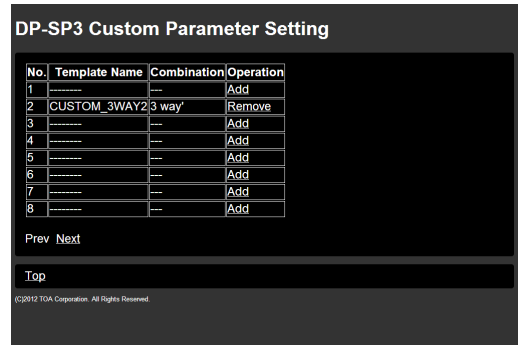 DP-SP3 Custom Parameter Setting
No. Template Name Combination Operation
1 -------- --- Add
2 CUSTOM_3WAY2 3 way' Remove
3 -------- --- Add
4 -------- --- Add
5 -------- --- Add
6 -------- --- Add
7 -------- --- Add
8 -------- --- Add
Prev Next
Top
(C)2012 TOA Corporation. All Rights Reserved.